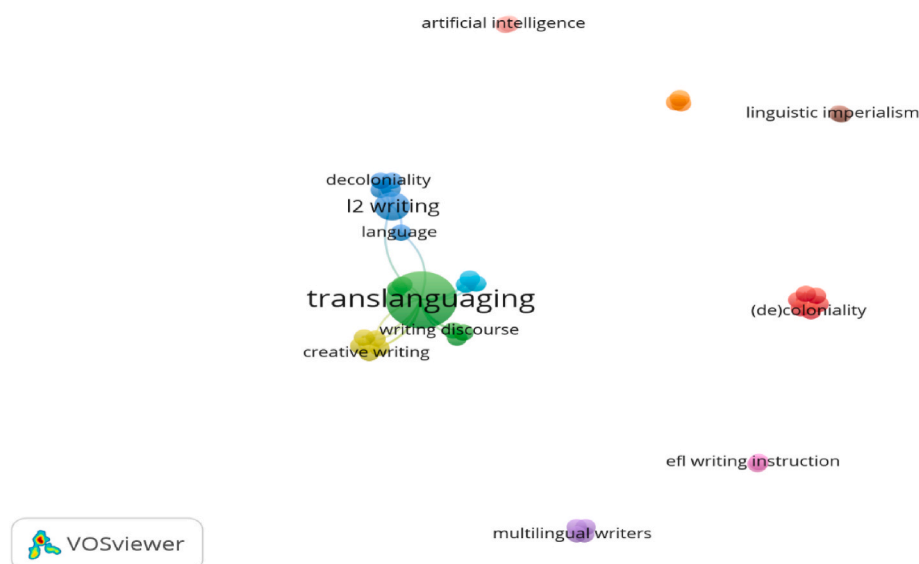 artificial intelligence
linguistic imperialism
decoloniality
l2 writing
language
translanguaging
(de)coloniality
writing discourse
creative writing
efl writing instruction
multilingual writers
VOSviewer